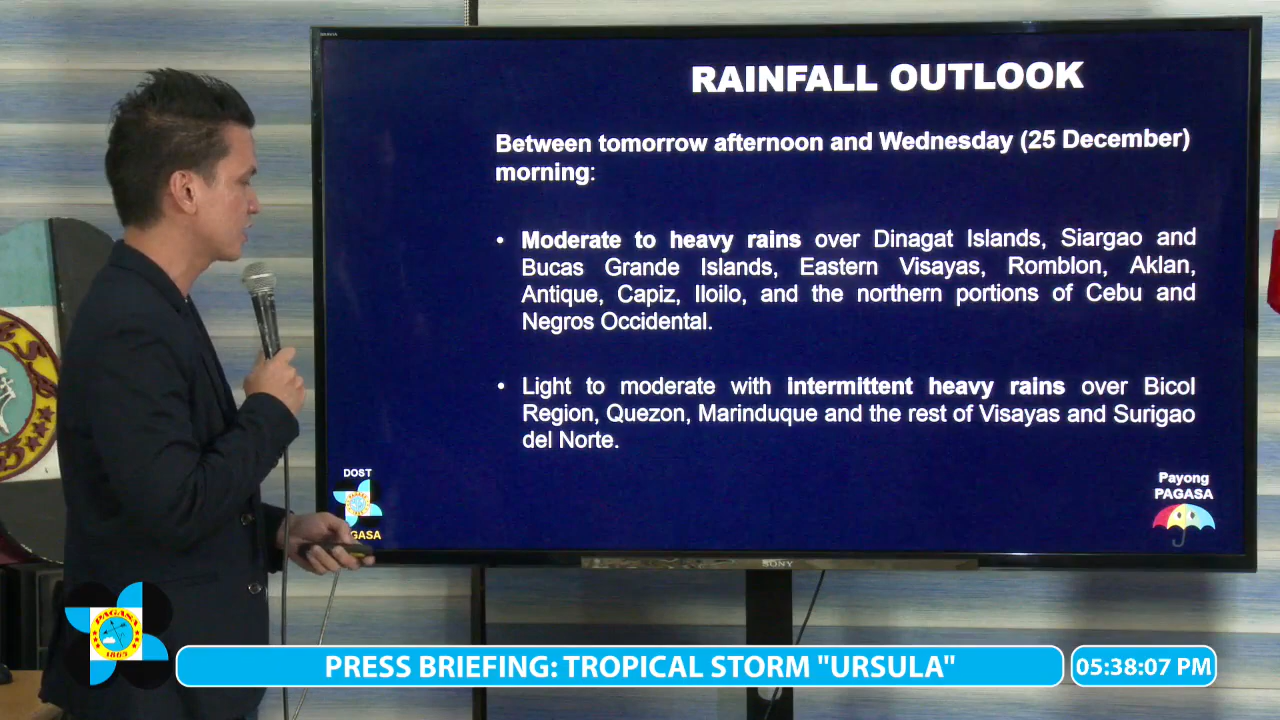 RAINFALL OUTLOOK
Between tomorrow afternoon and Wednesday (25 December)
morning:
• Moderate to heavy rains over Dinagat Islands, Siargao and
Bucas Grande Islands, Eastern Visayas, Romblon, Aklan,
Antique, Capiz, Iloilo, and the northern portions of Cebu and
Negros Occidental.
• Light to moderate with intermittent heavy rains over Bicol
Region, Quezon, Marinduque and the rest of Visayas and Surigao
del Norte.
DOST
GASA
Payong
PAGASA
SONY
PAGASA
1865
PRESS BRIEFING: TROPICAL STORM "URSULA"
05:38:07 PM